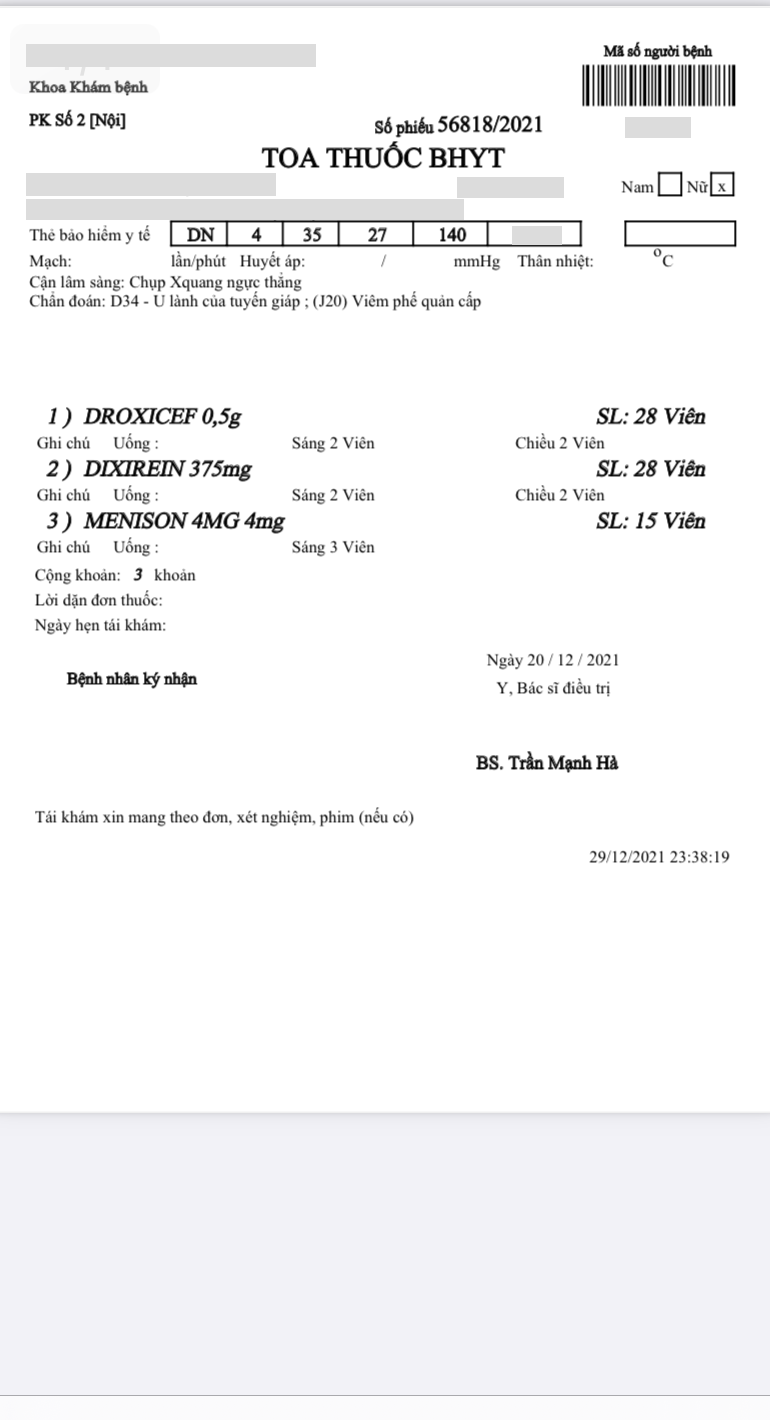 Mã số người bệnh
Khoa Khám bệnh
PK Số 2 [Nội]
Số phiếu 56818/2021
TOA THUỐC BHYT
Nam Nữ x
Thẻ bảo hiểm y tế DN 4 35 27 140
Mạch: lần/phút Huyết áp: / mmHg Thân nhiệt: ºC
Cận lâm sàng: Chụp Xquang ngực thẳng
Chẩn đoán: D34 - U lành của tuyến giáp ; (J20) Viêm phế quản cấp
1 ) DROXICEF 0,5g SL: 28 Viên
Ghi chú Uống : Sáng 2 Viên Chiều 2 Viên
2 ) DIXIREIN 375mg SL: 28 Viên
Ghi chú Uống : Sáng 2 Viên Chiều 2 Viên
3 ) MENISON 4MG 4mg SL: 15 Viên
Ghi chú Uống : Sáng 3 Viên
Cộng khoản: 3 khoản
Lời dặn đơn thuốc:
Ngày hẹn tái khám:
Ngày 20 / 12 / 2021
Bệnh nhân ký nhận
Y, Bác sĩ điều trị
BS. Trần Mạnh Hà
Tái khám xin mang theo đơn, xét nghiệm, phim (nếu có)
29/12/2021 23:38:19